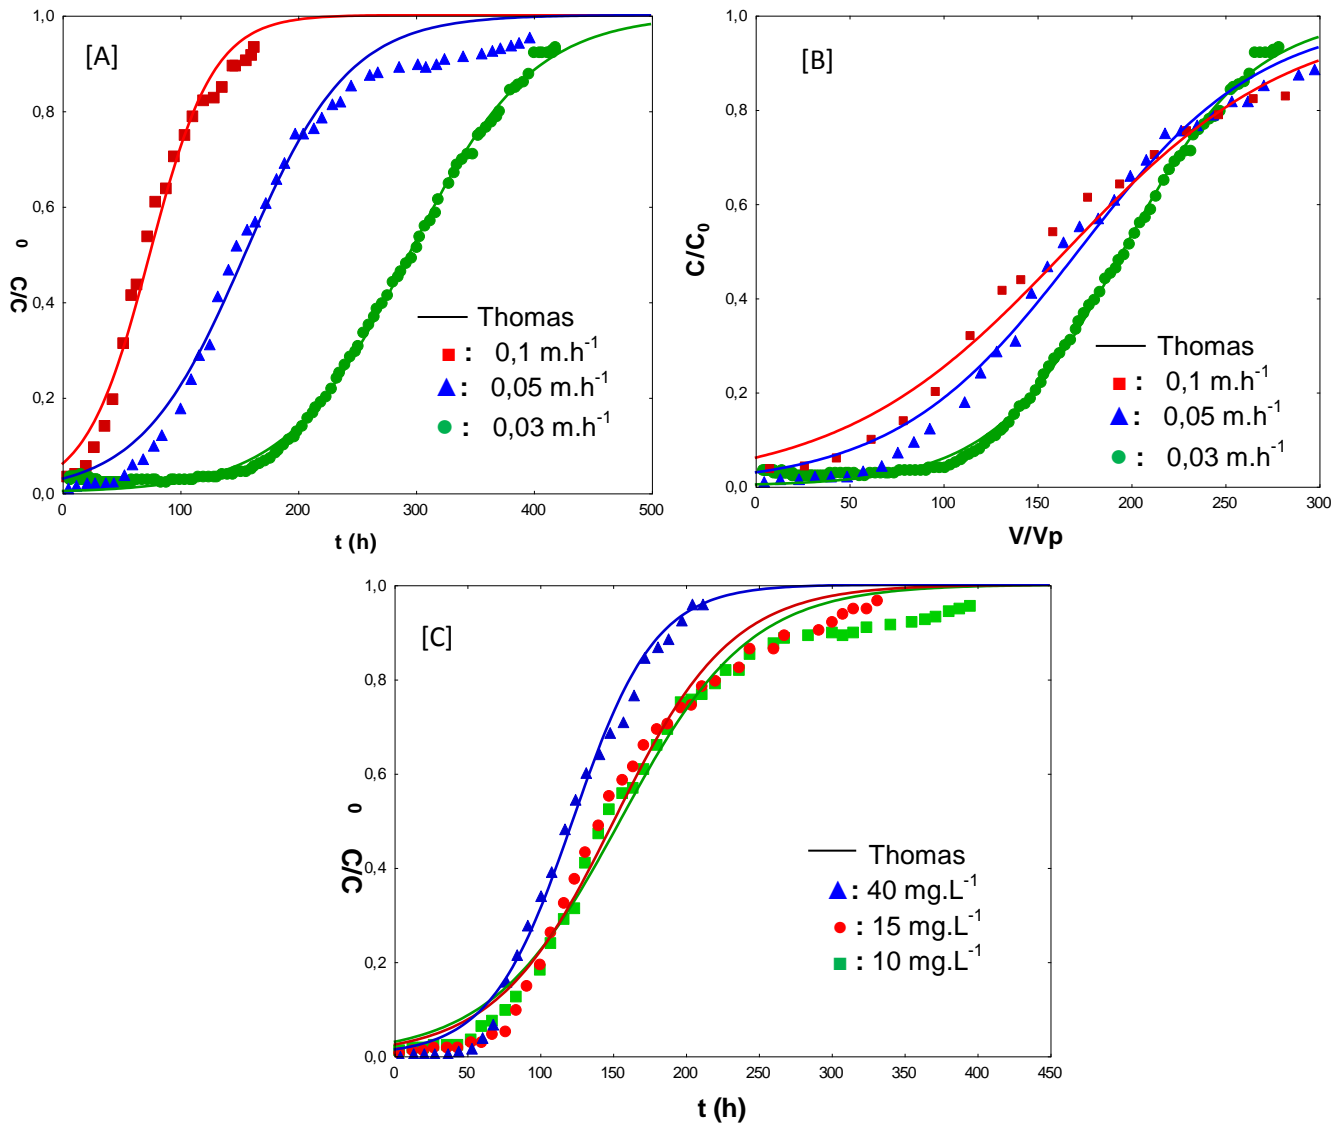 [A]
1,0
0,8
0,6
0,4
0,2
0,0
C/C
0
0
100
200
300
400
500
t (h)
Thomas
: 0,1 m.h-1
: 0,05 m.h-1
: 0,03 m.h-1
[B]
1,0
0,8
0,6
0,4
0,2
0,0
C/C0
0
50
100
150
200
250
300
V/Vp
Thomas
: 0,1 m.h-1
: 0,05 m.h-1
: 0,03 m.h-1
[C]
1,0
0,8
0,6
0,4
0,2
0,0
C/C
0
0
50
100
150
200
250
300
350
400
450
t (h)
Thomas
: 40 mg.L-1
: 15 mg.L-1
: 10 mg.L-1